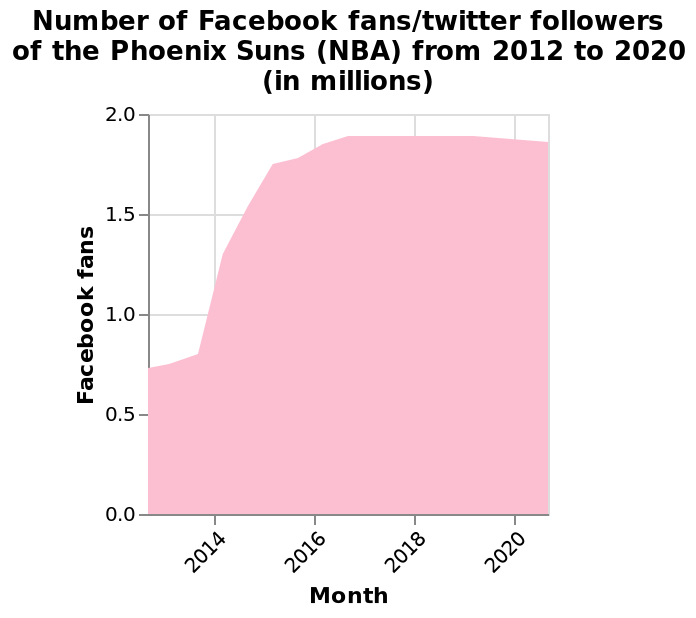 Number of Facebook fans/twitter followers
of the Phoenix Suns (NBA) from 2012 to 2020
(in millions)
2.0
1.5
1.0
0.5
0.0
Facebook fans
2014
2016
2018
2020
Month